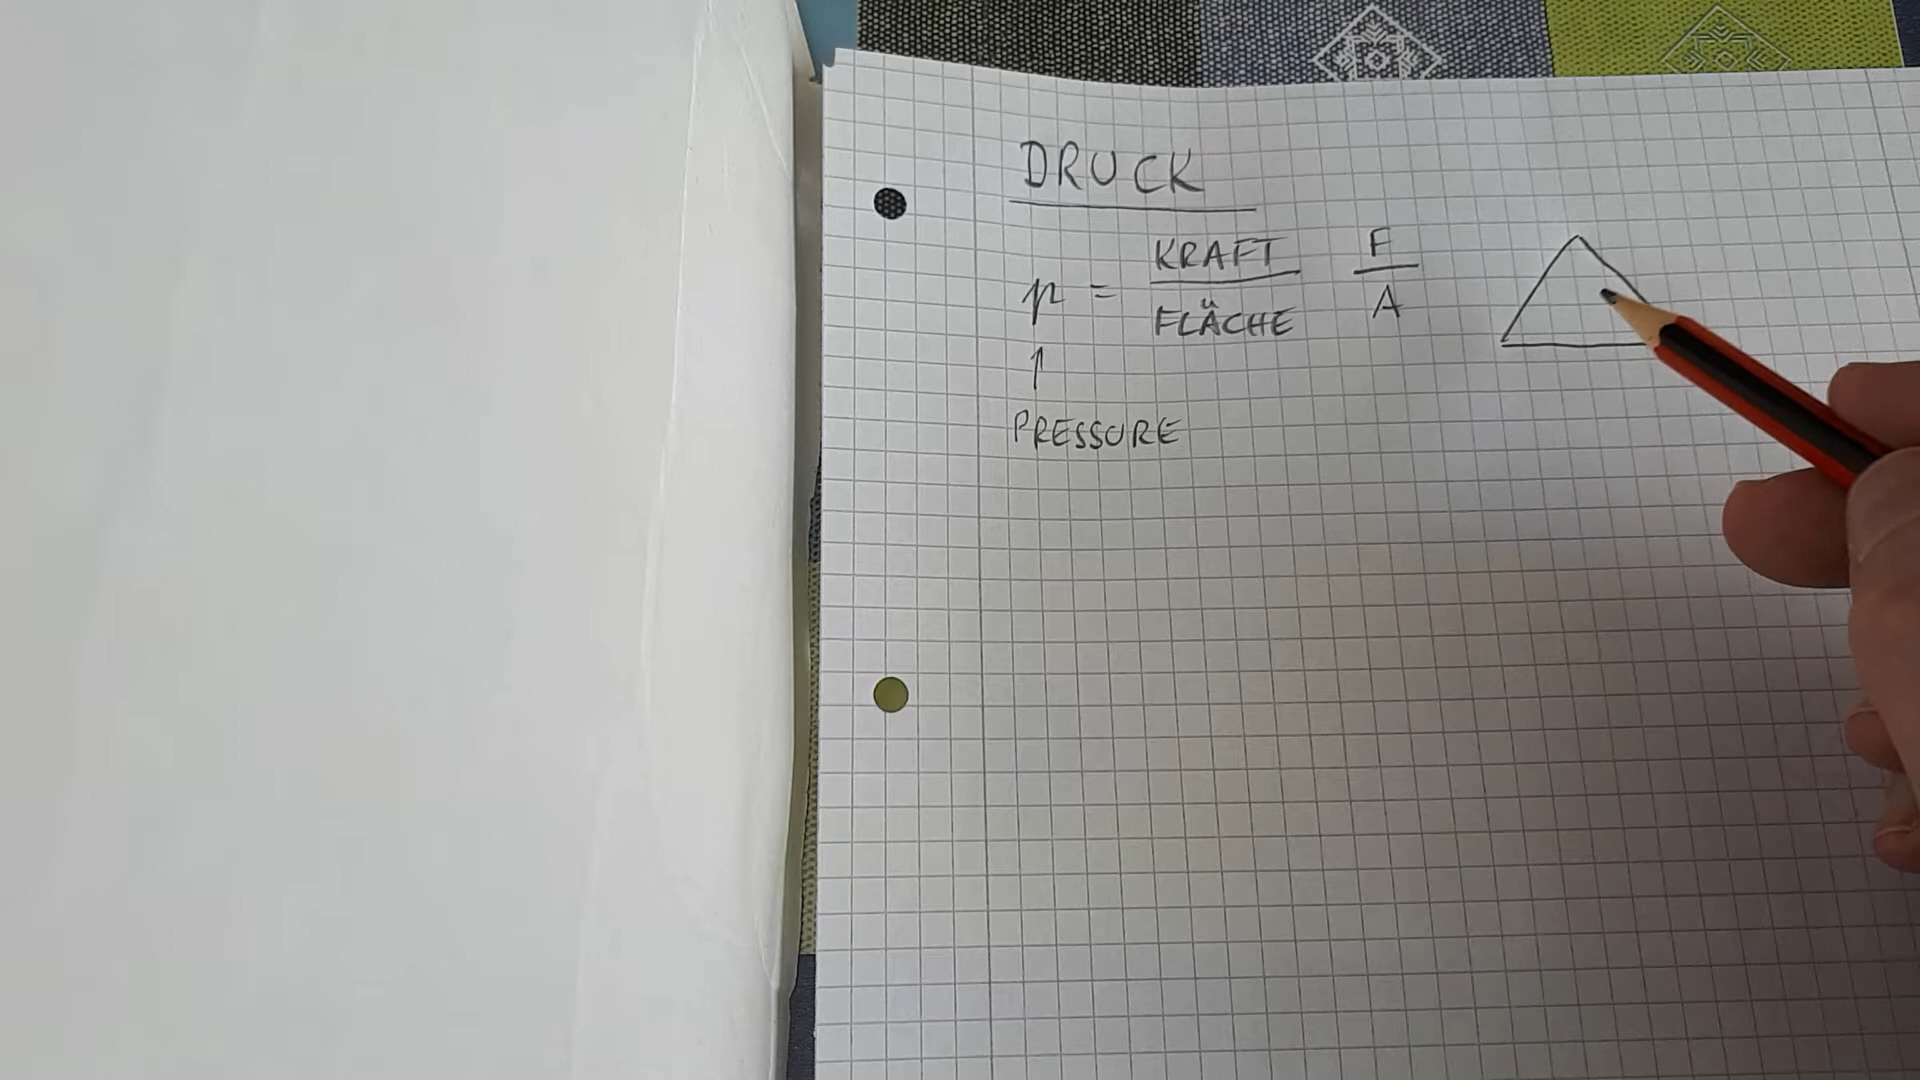 DRUCK
p = KRAFT F
FLÄCHE A
↑
PRESSURE